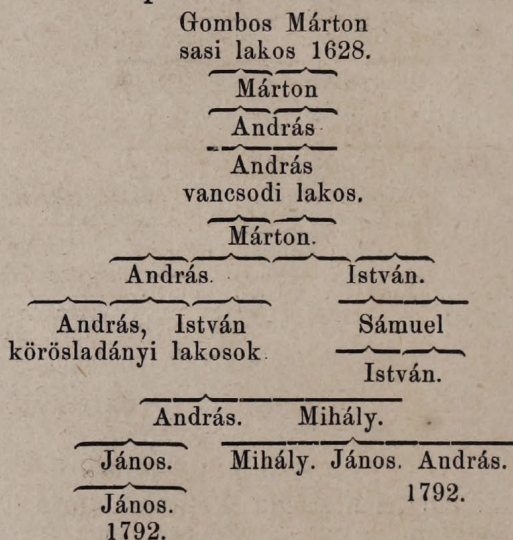 Gombos Márton
sasi lakos 1628.
Márton
András
András
vancsodi lakos.
Márton.
András. István.
András, István Sámuel
körösladányi lakosok
István.
András. Mihály.
János. Mihály. János. András.
1792.
János.
1792.